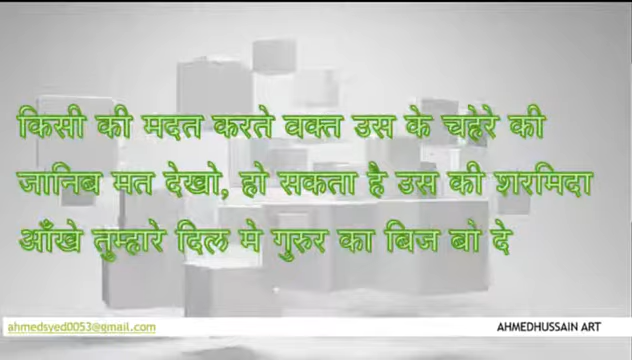 किसी की मदत करते वक्त उस के चहेरे की
जानिब मत देखो, हो सकता है उस की शरमिदा
आँखे तुम्हारे दिल मे गुरुर का बिज बो दे
ahmedsyed0053@gmail.com
AHMEDHUSSAIN ART